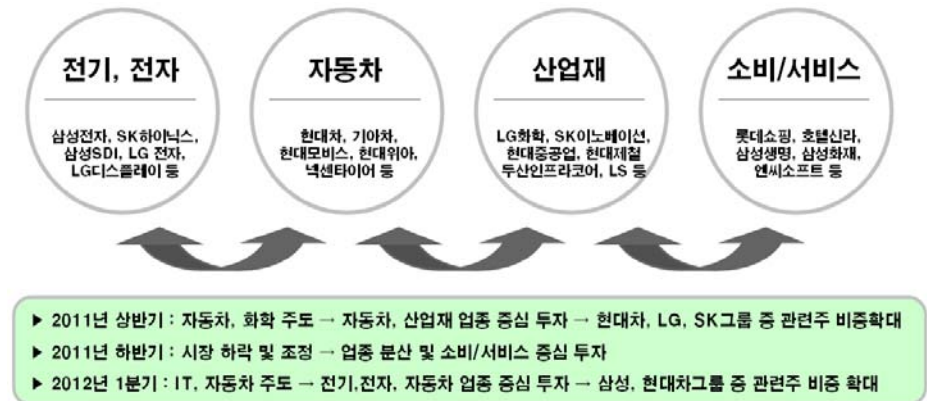 전기, 전자
삼성전자, SK하이닉스,
삼성SDI, LG 전자,
LG디스플레이 등
자동차
현대차, 기아차,
현대모비스, 현대위아,
넥센타이어 등
산업재
LG화학, SK이노베이션,
현대중공업, 현대제철
두산인프라코어, LS 등
소비/서비스
롯데쇼핑, 호텔신라,
삼성생명, 삼성화재,
엔씨소프트 등
▶ 2011년 상반기 : 자동차, 화학 주도 → 자동차, 산업재 업종 중심 투자 → 현대차, LG, SK그룹 중 관련주 비중확대
▶ 2011년 하반기 : 시장 하락 및 조정 → 업종 분산 및 소비/서비스 중심 투자
▶ 2012년 1분기 : IT, 자동차 주도 → 전기,전자, 자동차 업종 중심 투자 → 삼성, 현대차그룹 중 관련주 비중 확대